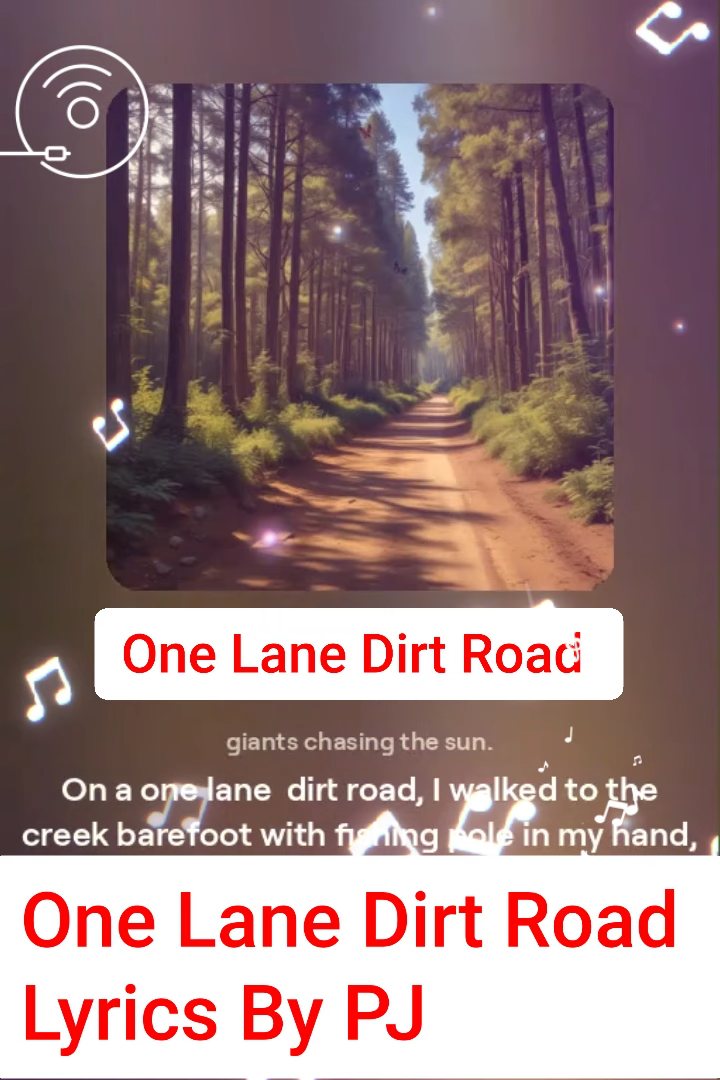 One Lane Dirt Road
giants chasing the sun.
On a one lane dirt road, I walked to the
creek barefoot with fishing pole in my hand,
One Lane Dirt Road
Lyrics By PJ